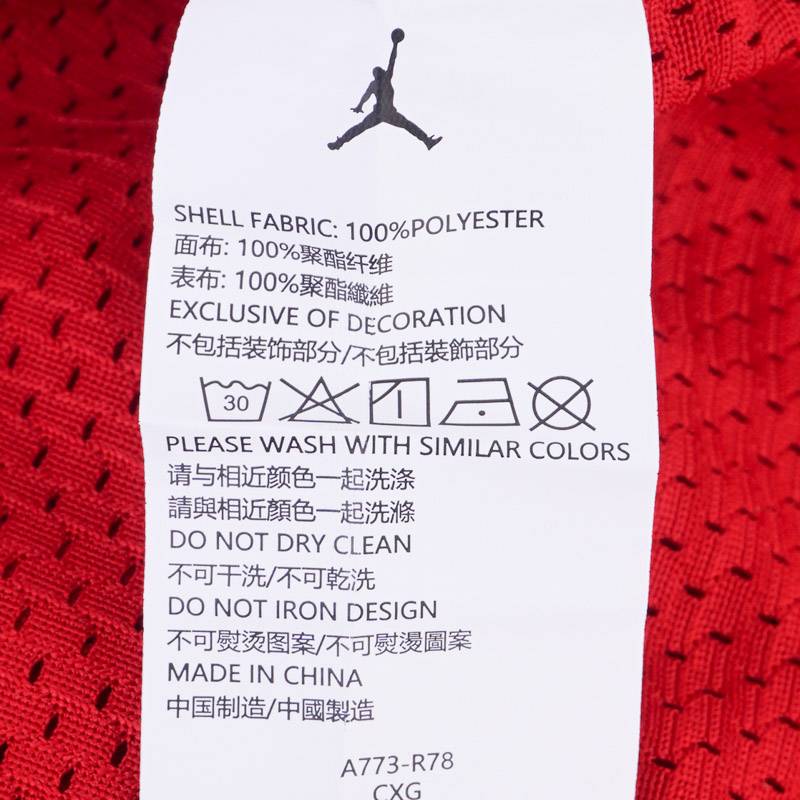 SHELL FABRIC: 100%POLYESTER
面布: 100%聚酯纤维
表布: 100%聚酯纖維
EXCLUSIVE OF DECORATION
不包括装饰部分/不包括裝飾部分
30
PLEASE WASH WITH SIMILAR COLORS
请与相近颜色一起洗涤
請與相近顏色一起洗滌
DO NOT DRY CLEAN
不可干洗/不可乾洗
DO NOT IRON DESIGN
不可熨烫图案/不可熨燙圖案
MADE IN CHINA
中国制造/中國製造
A773-R78
CXG